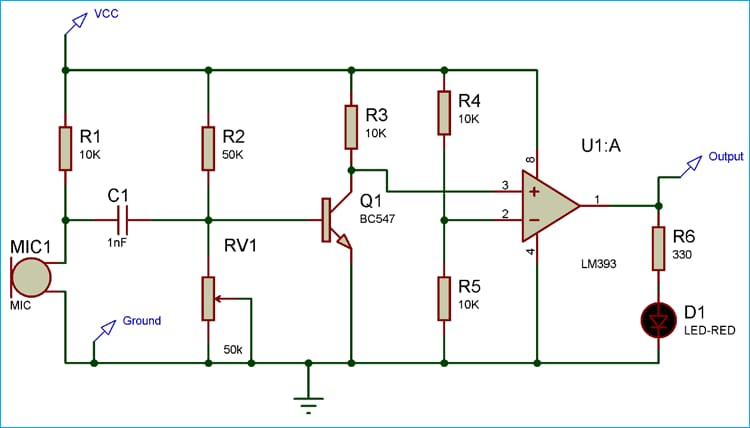 VCC
R1
10K
R2
50K
R3
10K
R4
10K
U1:A
8
Output
C1
1nF
Q1
BC547
3
2
1
4
LM393
MIC1
MIC
RV1
50k
R5
10K
R6
330
D1
LED-RED
Ground